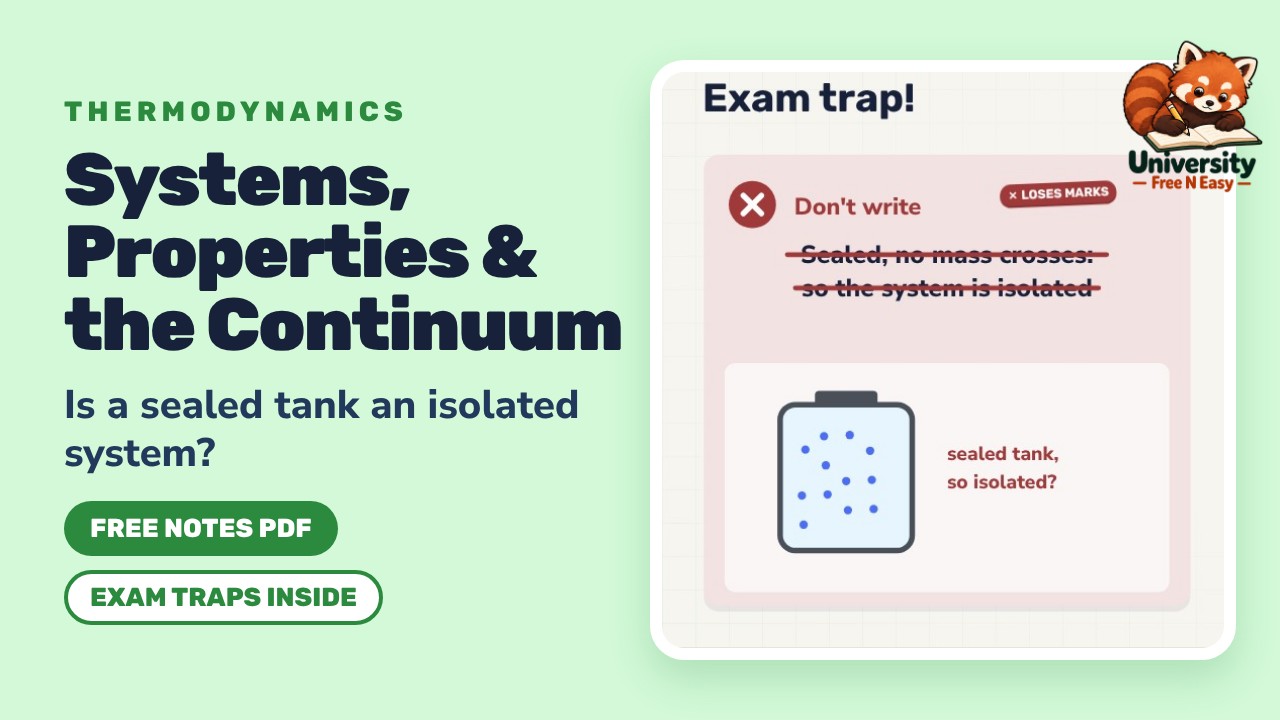 THERMODYNAMICS
Systems,
Properties &
the Continuum
Is a sealed tank an isolated
system?
FREE NOTES PDF
EXAM TRAPS INSIDE
Exam trap!
Don't write
× LOSES MARKS
Sealed, no mass crosses:
so the system is isolated
sealed tank,
so isolated?
University
Free N Easy